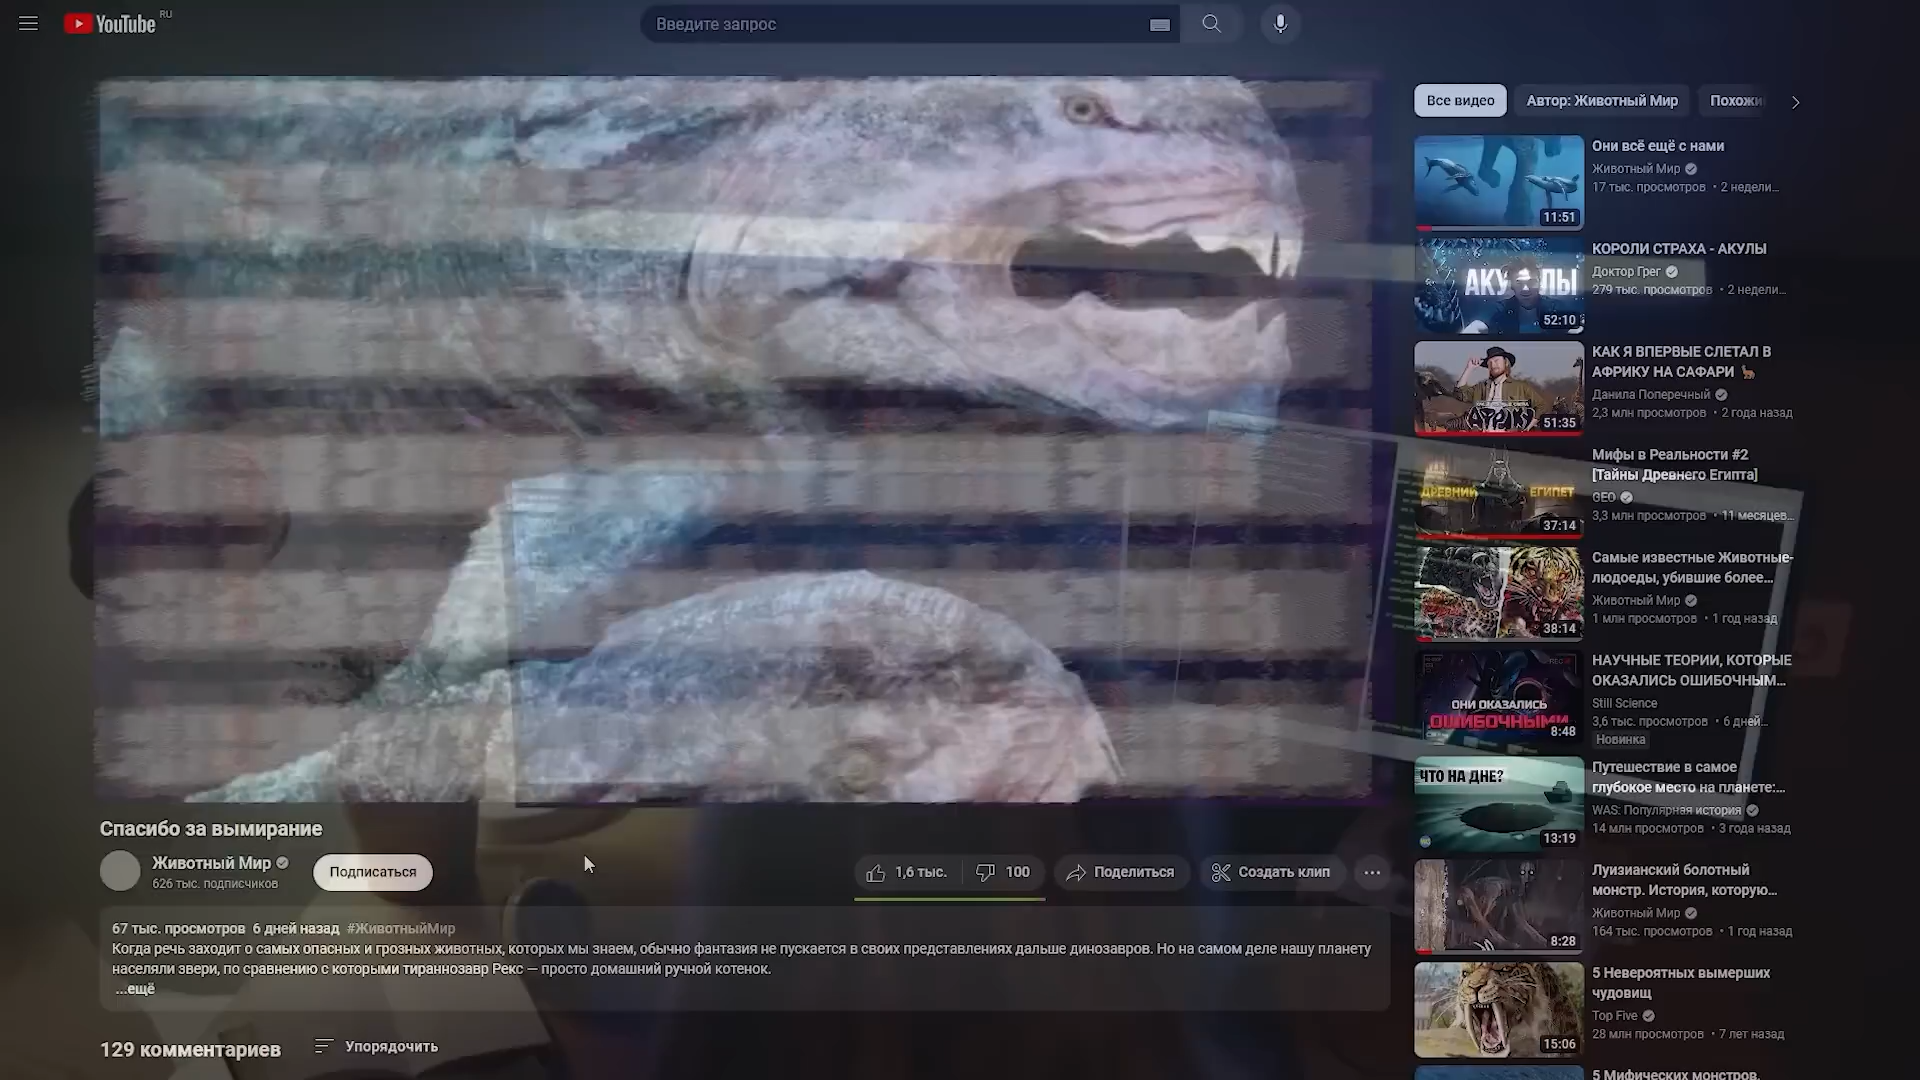 YouTube
RU
Введите запрос
Все видео
Автор: Животный Мир
Похожи
Они всё ещё с нами
Животный Мир
17 тыс. просмотров • 2 недели...
11:51
КОРОЛИ СТРАХА - АКУЛЫ
Доктор Грег
279 тыс. просмотров • 2 недели...
52:10
КАК Я ВПЕРВЫЕ СЛЕТАЛ В
АФРИКУ НА САФАРИ
Данила Поперечный
2,3 млн просмотров • 2 года назад
51:35
Мифы в Реальности #2
[Тайны Древнего Египта]
GEO
3,3 млн просмотров • 11 месяцев...
ДРЕВНИЙ ЕГИПЕТ
37:14
Самые известные Животные-
людоеды, убившие более...
Животный Мир
1 млн просмотров • 1 год назад
38:14
НАУЧНЫЕ ТЕОРИИ, КОТОРЫЕ
ОКАЗАЛИСЬ ОШИБОЧНЫМ...
Still Science
3,6 тыс. просмотров • 6 дней...
Новинка
ОНИ ОКАЗАЛИСЬ
ОШИБОЧНЫМИ
8:48
Путешествие в самое
глубокое место на планете:...
WAS: Популярная история
14 млн просмотров • 3 года назад
ЧТО НА ДНЕ?
13:19
Луизианский болотный
монстр. История, которую...
Животный Мир
164 тыс. просмотров • 1 год назад
8:28
5 Невероятных вымерших
чудовищ
Top Five
28 млн просмотров • 7 лет назад
15:06
5 Мифических монстров,
Спасибо за вымирание
Животный Мир
626 тыс. подписчиков
Подписаться
1,6 тыс.
100
Поделиться
Создать клип
67 тыс. просмотров 6 дней назад #ЖивотныйМир
Когда речь заходит о самых опасных и грозных животных, которых мы знаем, обычно фантазия не пускается в своих представлениях дальше динозавров. Но на самом деле нашу планету
населяли звери, по сравнению с которыми тираннозавр Рекс — просто домашний ручной котенок.
...ещё
129 комментариев
Упорядочить